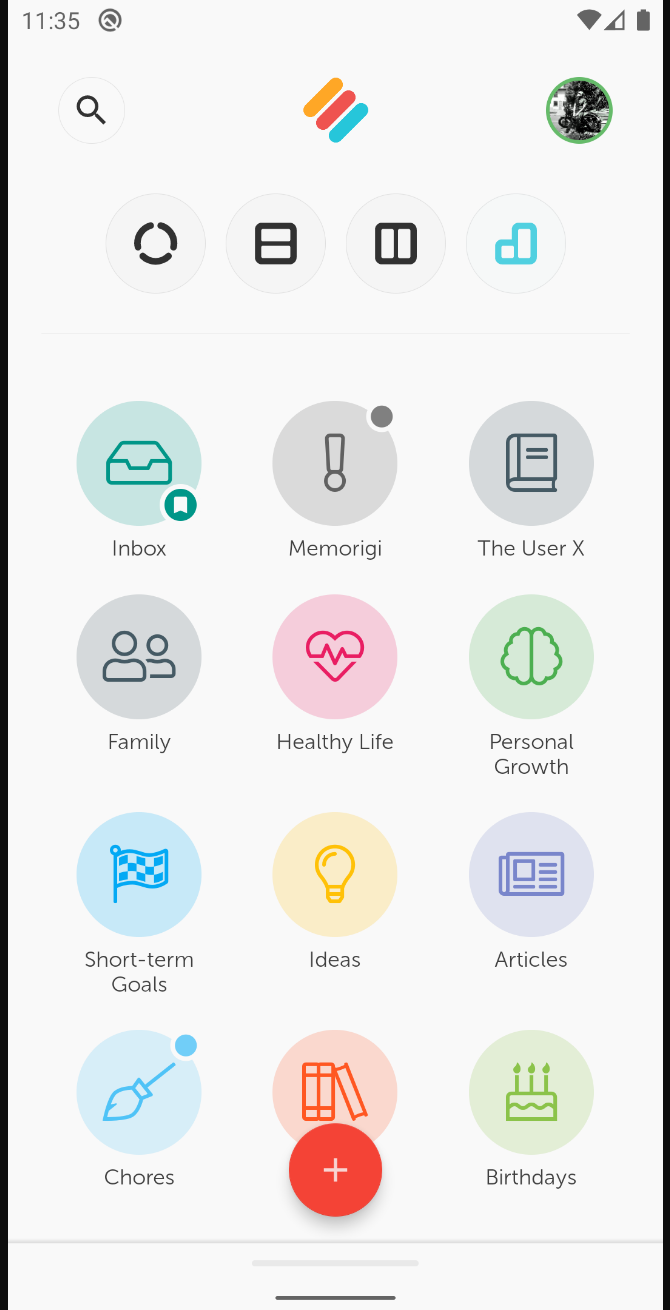 11:35
Inbox
Memorigi
The User X
Family
Healthy Life
Personal
Growth
Short-term
Goals
Ideas
Articles
Chores
Birthdays